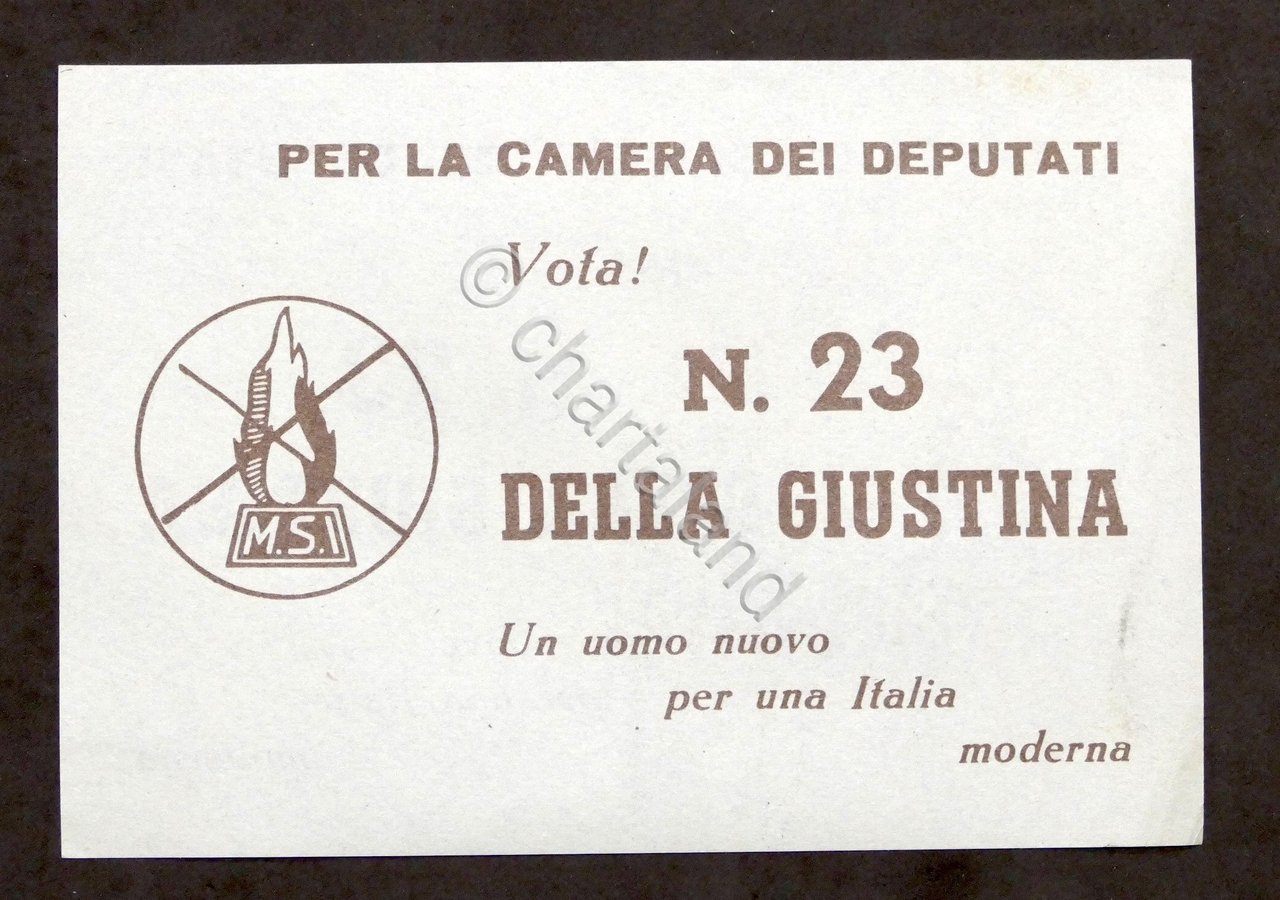 PER LA CAMERA DEI DEPUTATI
Vota!
N. 23
DELLA GIUSTINA
M.S.I
Un uomo nuovo
per una Italia
moderna
© chartaland